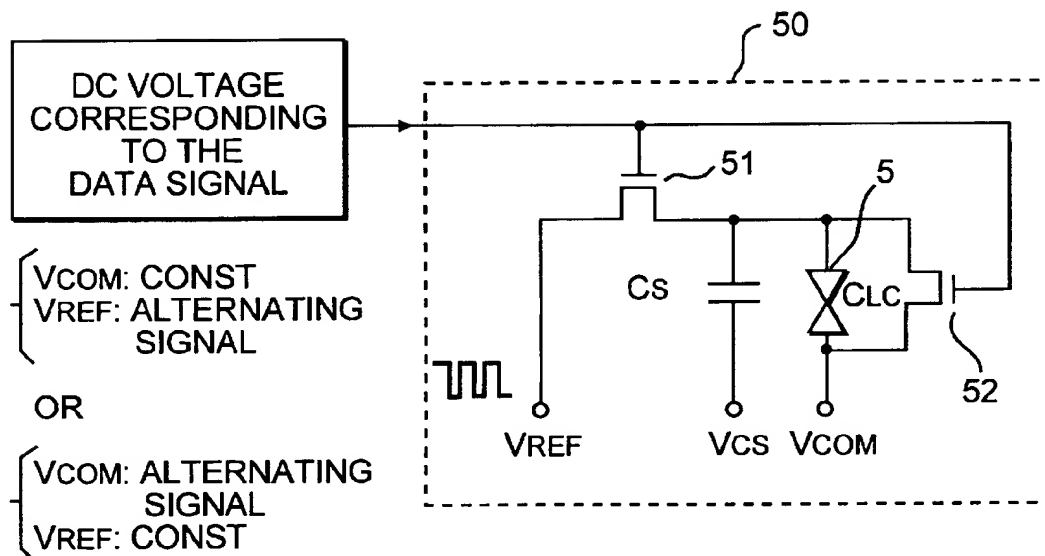 50
DC VOLTAGE
CORRESPONDING
TO THE
DATA SIGNAL
51
5
VCOM: CONST
VREF: ALTERNATING
SIGNAL
CS
CLC
52
OR
VREF
VCS
VCOM
VCOM: ALTERNATING
SIGNAL
VREF: CONST